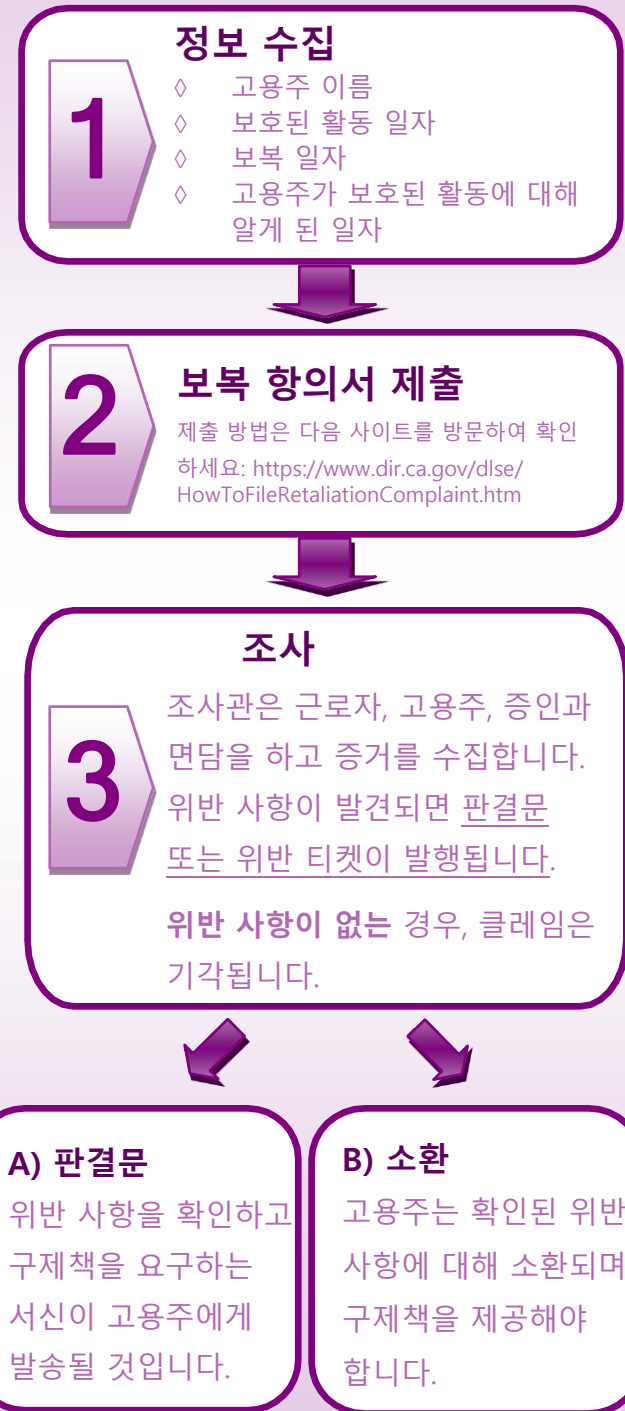 정보 수집
1
◊ 고용주 이름
◊ 보호된 활동 일자
◊ 보복 일자
◊ 고용주가 보호된 활동에 대해
알게 된 일자
2
보복 항의서 제출
제출 방법은 다음 사이트를 방문하여 확인
하세요: https://www.dir.ca.gov/dlse/
HowToFileRetaliationComplaint.htm
조사
3
조사관은 근로자, 고용주, 증인과
면담을 하고 증거를 수집합니다.
위반 사항이 발견되면 판결문
또는 위반 티켓이 발행됩니다.
위반 사항이 없는 경우, 클레임은
기각됩니다.
A) 판결문
위반 사항을 확인하고
구제책을 요구하는
서신이 고용주에게
발송될 것입니다.
B) 소환
고용주는 확인된 위반
사항에 대해 소환되며
구제책을 제공해야
합니다.